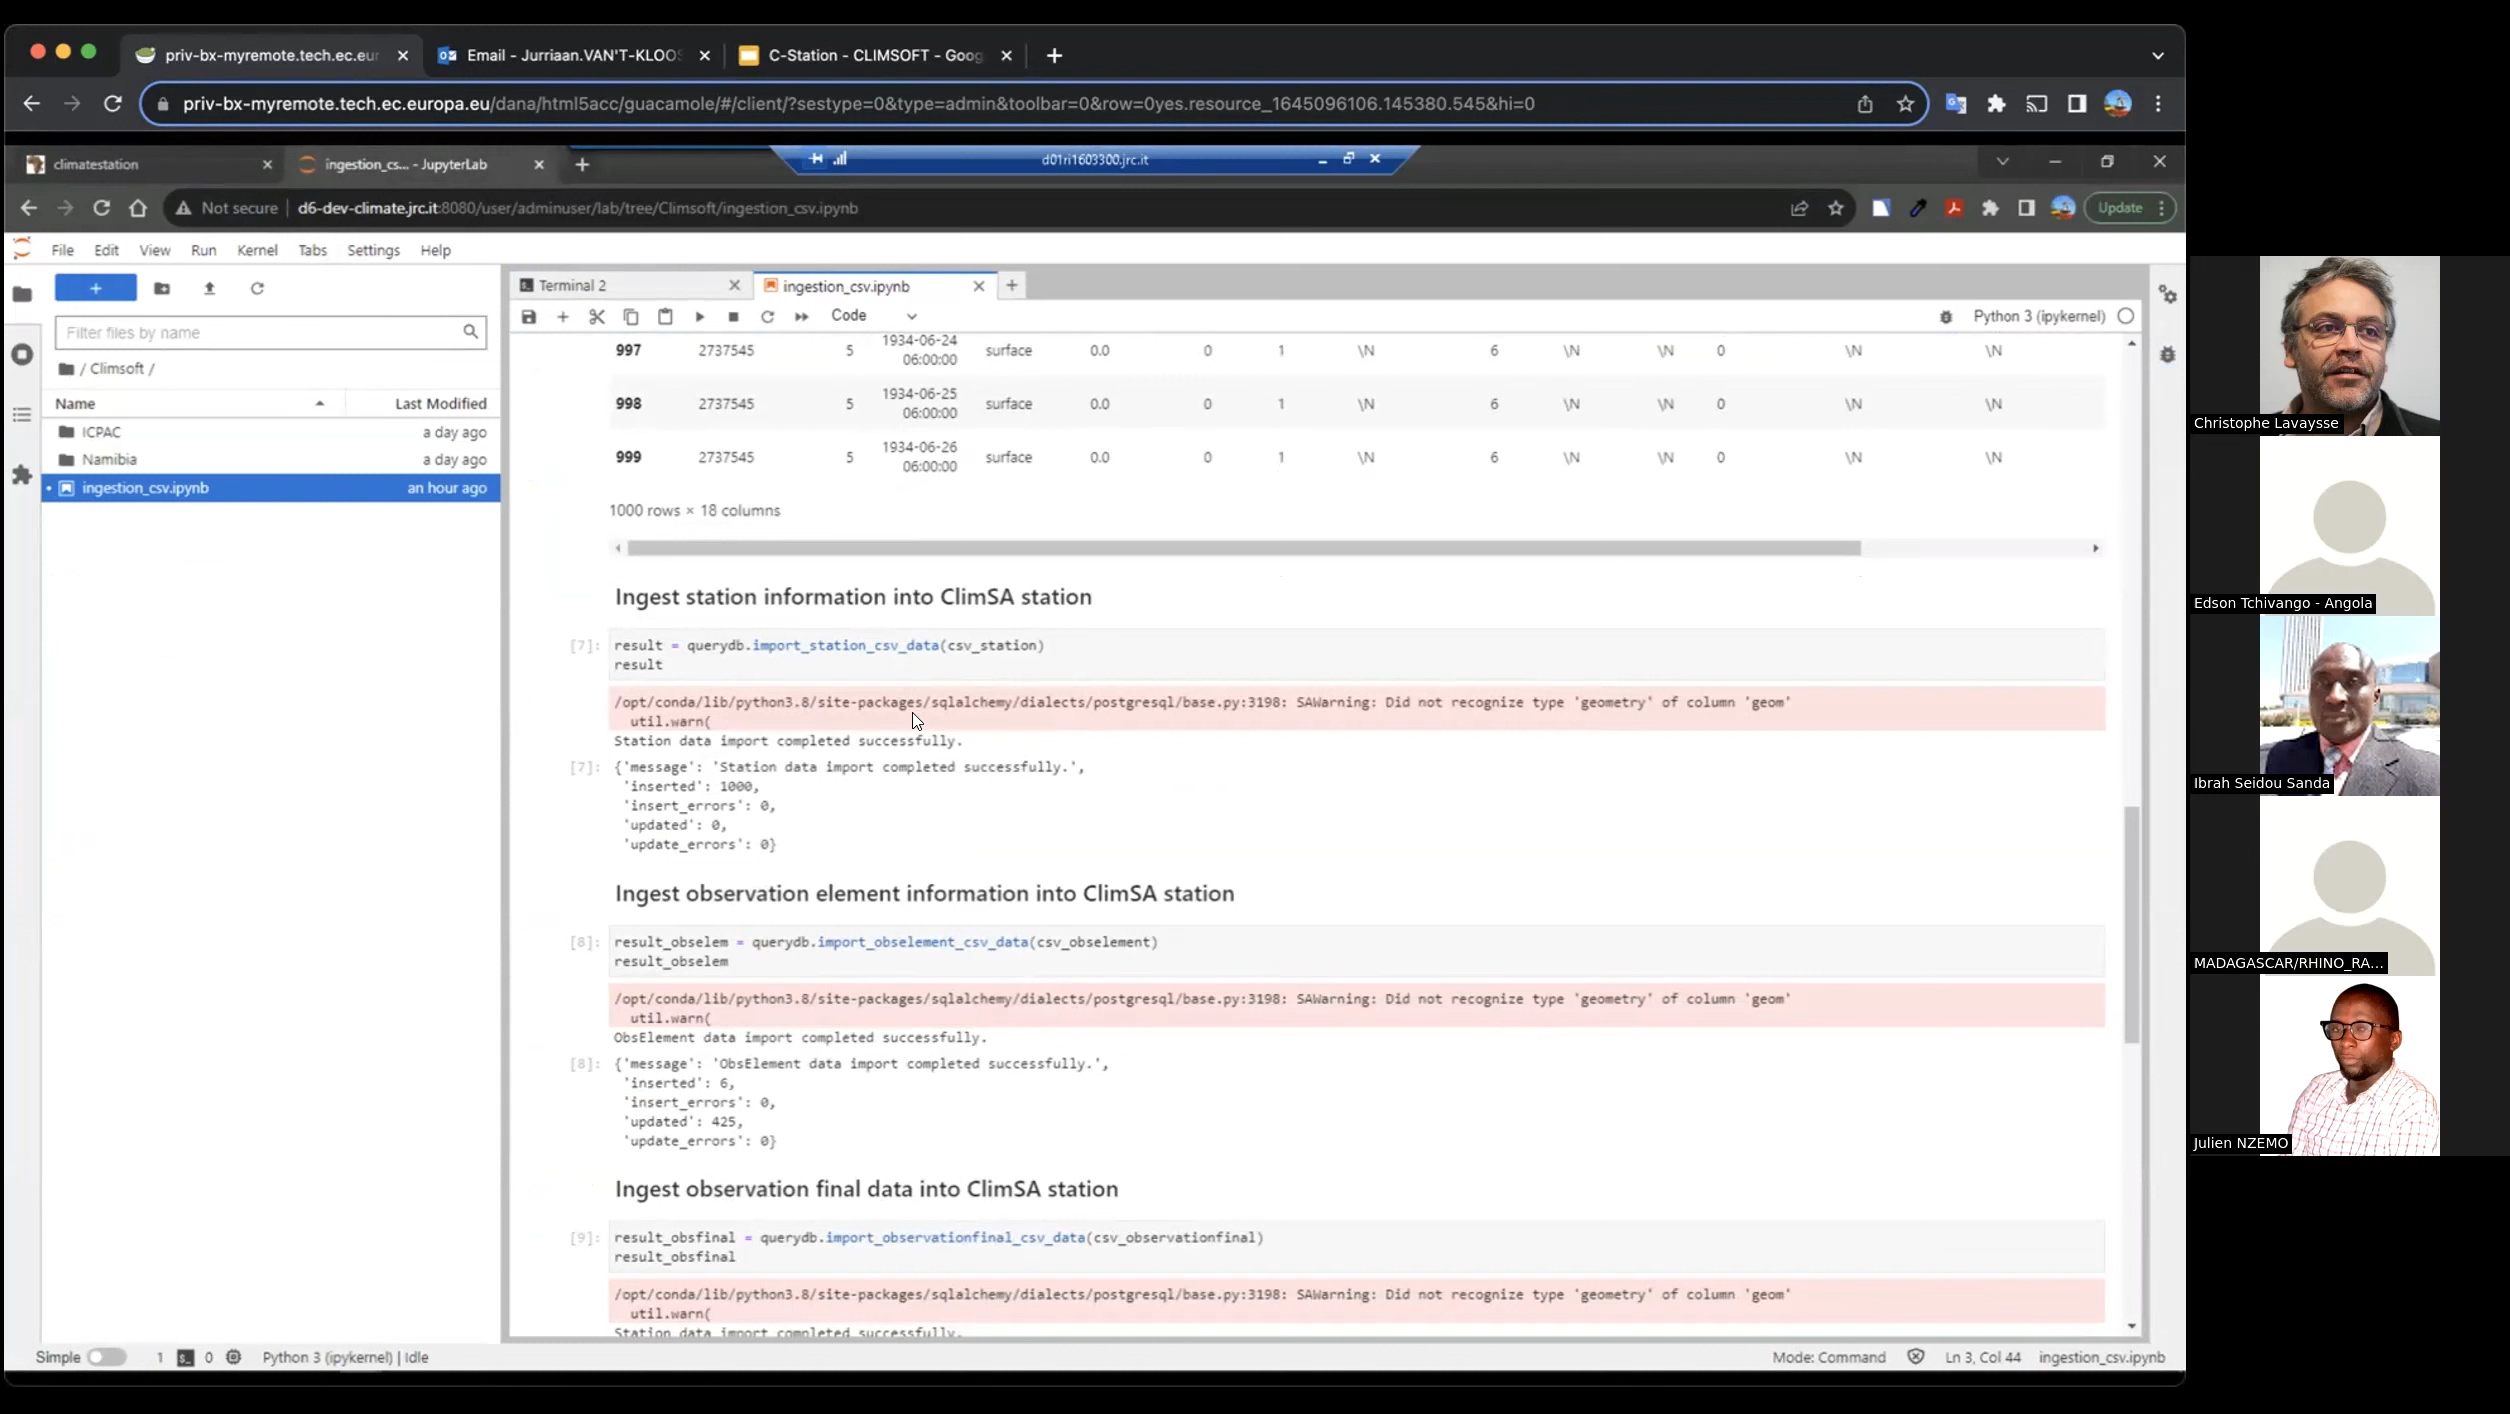 priv-bx-myremote.tech.ec.eur
Email - Jurriaan.VAN'T-KLOOS
C-Station - CLIMSOFT - Goog
priv-bx-myremote.tech.ec.europa.eu/dana/html5acc/guacamole/#/client/?sestype=0&type=admin&toolbar=0&row=0yes.resource_1645096106.145380.545&hi=0
climatestation
ingestion_cs... - JupyterLab
d01ri1603300.jrc.it
Not secure
d6-dev-climate.jrc.it:8080/user/adminuser/lab/tree/Climsoft/ingestion_csv.ipynb
Update
File Edit View Run Kernel Tabs Settings Help
Terminal 2
ingestion_csv.ipynb
Filter files by name
/ Climsoft /
Name Last Modified
ICPAC a day ago
Namibia a day ago
ingestion_csv.ipynb an hour ago
Code
Python 3 (ipykernel)
997 2737545 5 1934-06-24 06:00:00 surface 0.0 0 1 \N 6 \N \N 0 \N \N
998 2737545 5 1934-06-25 06:00:00 surface 0.0 0 1 \N 6 \N \N 0 \N \N
999 2737545 5 1934-06-26 06:00:00 surface 0.0 0 1 \N 6 \N \N 0 \N \N
1000 rows × 18 columns
Ingest station information into ClimSA station
[7]: result = querydb.import_station_csv_data(csv_station)
result
/opt/conda/lib/python3.8/site-packages/sqlalchemy/dialects/postgresql/base.py:3198: SAWarning: Did not recognize type 'geometry' of column 'geom'
util.warn(
Station data import completed successfully.
[7]: {'message': 'Station data import completed successfully.',
'inserted': 1000,
'insert_errors': 0,
'updated': 0,
'update_errors': 0}
Ingest observation element information into ClimSA station
[8]: result_obselem = querydb.import_obselement_csv_data(csv_obselement)
result_obselem
/opt/conda/lib/python3.8/site-packages/sqlalchemy/dialects/postgresql/base.py:3198: SAWarning: Did not recognize type 'geometry' of column 'geom'
util.warn(
ObsElement data import completed successfully.
[8]: {'message': 'ObsElement data import completed successfully.',
'inserted': 6,
'insert_errors': 0,
'updated': 425,
'update_errors': 0}
Ingest observation final data into ClimSA station
[9]: result_obsfinal = querydb.import_observationfinal_csv_data(csv_observationfinal)
result_obsfinal
/opt/conda/lib/python3.8/site-packages/sqlalchemy/dialects/postgresql/base.py:3198: SAWarning: Did not recognize type 'geometry' of column 'geom'
util.warn(
Station data import completed successfully.
Simple 1 0 Python 3 (ipykernel) | Idle
Mode: Command Ln 3, Col 44 ingestion_csv.ipynb
Christophe Lavaysse
Edson Tchivango - Angola
Ibrah Seidou Sanda
MADAGASCAR/RHINO_RA...
Julien NZEMO